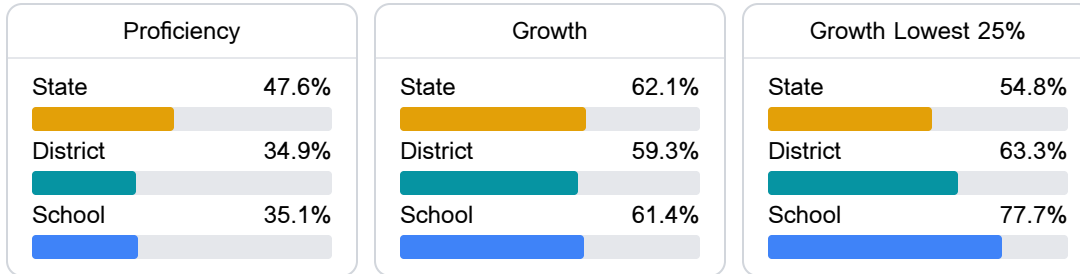 Proficiency
State 47.6%
District 34.9%
School 35.1%
Growth
State 62.1%
District 59.3%
School 61.4%
Growth Lowest 25%
State 54.8%
District 63.3%
School 77.7%